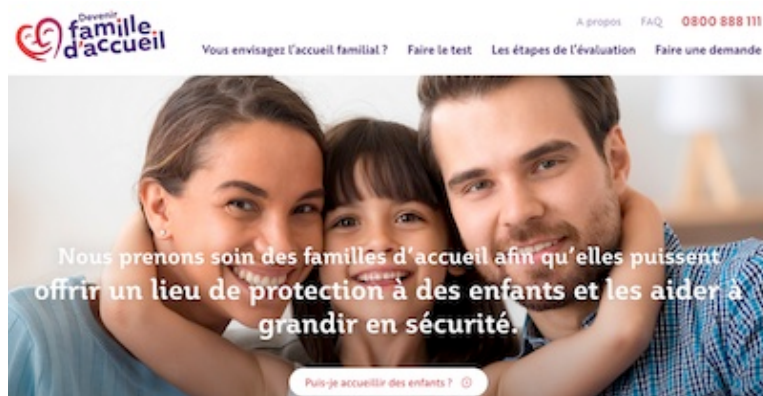 Devenir
famille
d'accueil
A propos FAQ 0800 888 111
Vous envisagez l'accueil familial ? Faire le test Les étapes de l'évaluation Faire une demande
Nous prenons soin des familles d'accueil afin qu'elles puissent
offrir un lieu de protection à des enfants et les aider à
grandir en sécurité.
Puis-je accueillir des enfants ?